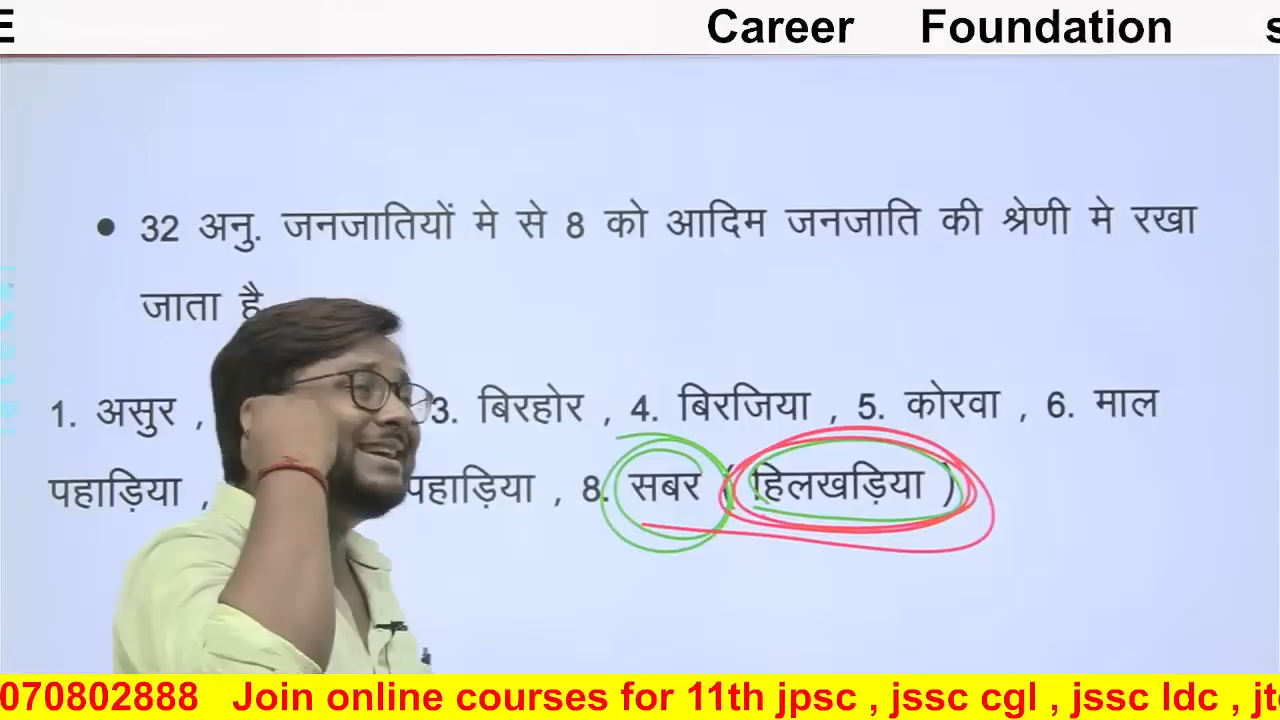 Career Foundation
• 32 अनु. जनजातियों मे से 8 को आदिम जनजाति की श्रेणी मे रखा
जाता है
1. असुर , 3. बिरहोर , 4. बिरजिया , 5. कोरवा , 6. माल
पहाड़िया , पहाड़िया , 8. सबर ( हिलखड़िया )
070802888 Join online courses for 11th jpsc , jssc cgl , jssc ldc ,